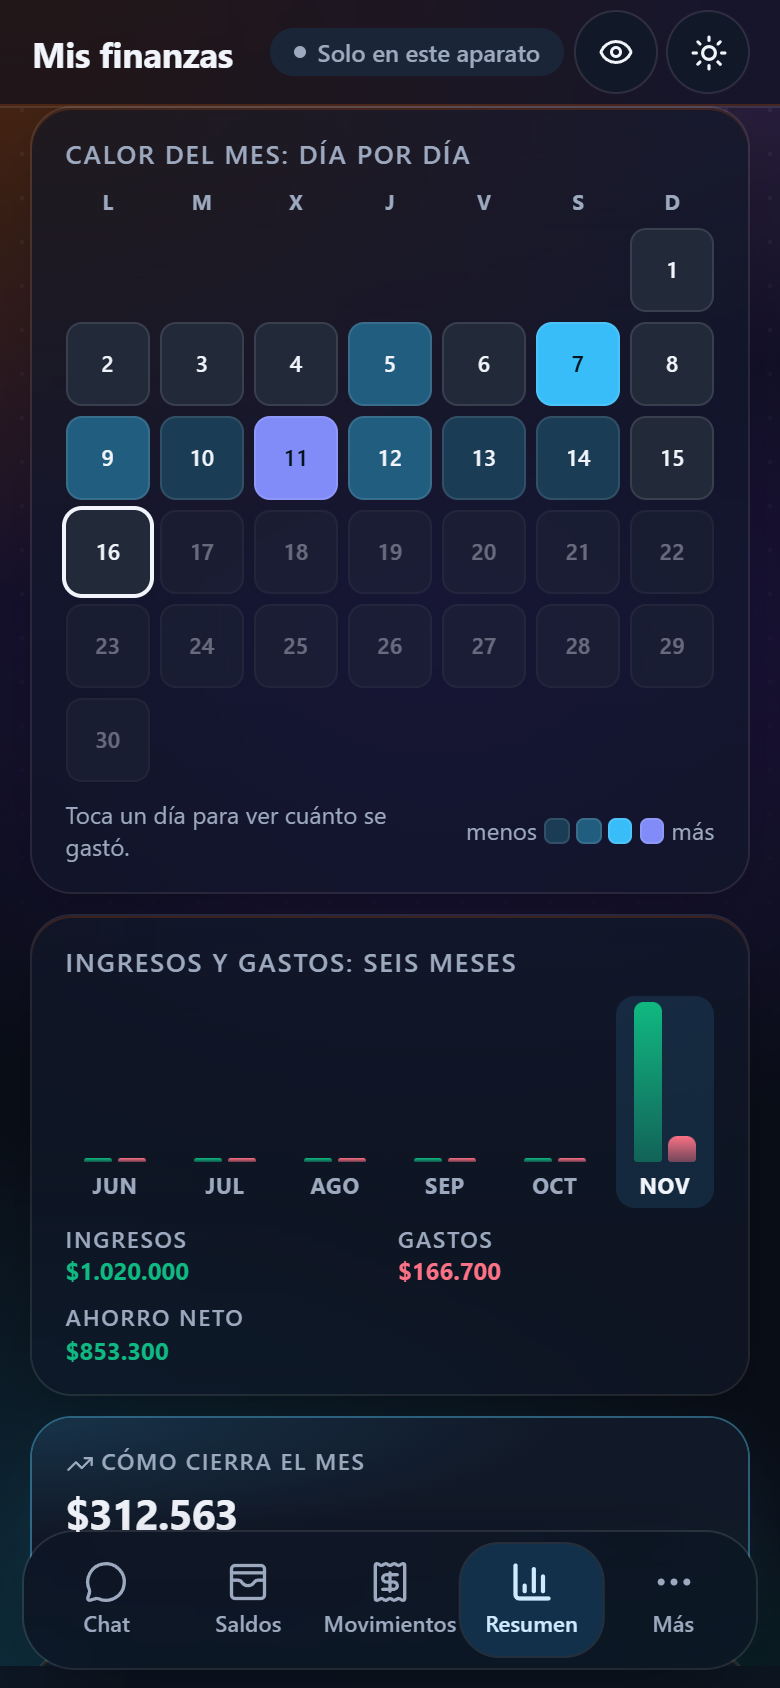 Mis finanzas
Solo en este aparato
CALOR DEL MES: DÍA POR DÍA
L M X J V S D
1
2 3 4 5 6 7 8
9 10 11 12 13 14 15
16 17 18 19 20 21 22
23 24 25 26 27 28 29
30
Toca un día para ver cuánto se
gastó.
menos más
INGRESOS Y GASTOS: SEIS MESES
JUN JUL AGO SEP OCT NOV
INGRESOS GASTOS
$1.020.000 $166.700
AHORRO NETO
$853.300
CÓMO CIERRA EL MES
$312.563
Chat Saldos Movimientos Resumen Más